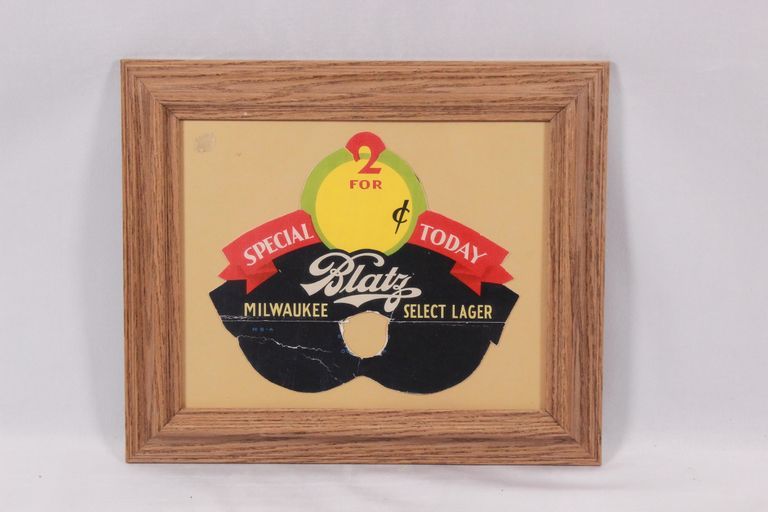 2
FOR
¢
SPECIAL TODAY
Blatz
MILWAUKEE SELECT LAGER